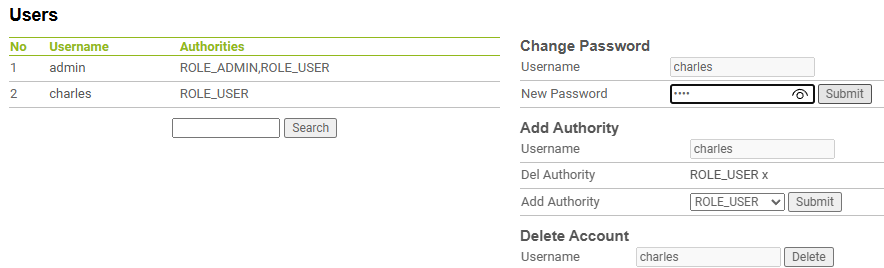 Users
No Username Authorities
1 admin ROLE_ADMIN,ROLE_USER
2 charles ROLE_USER
Search
Change Password
Username charles
New Password •••• Submit
Add Authority
Username charles
Del Authority ROLE_USER x
Add Authority ROLE_USER Submit
Delete Account
Username charles Delete